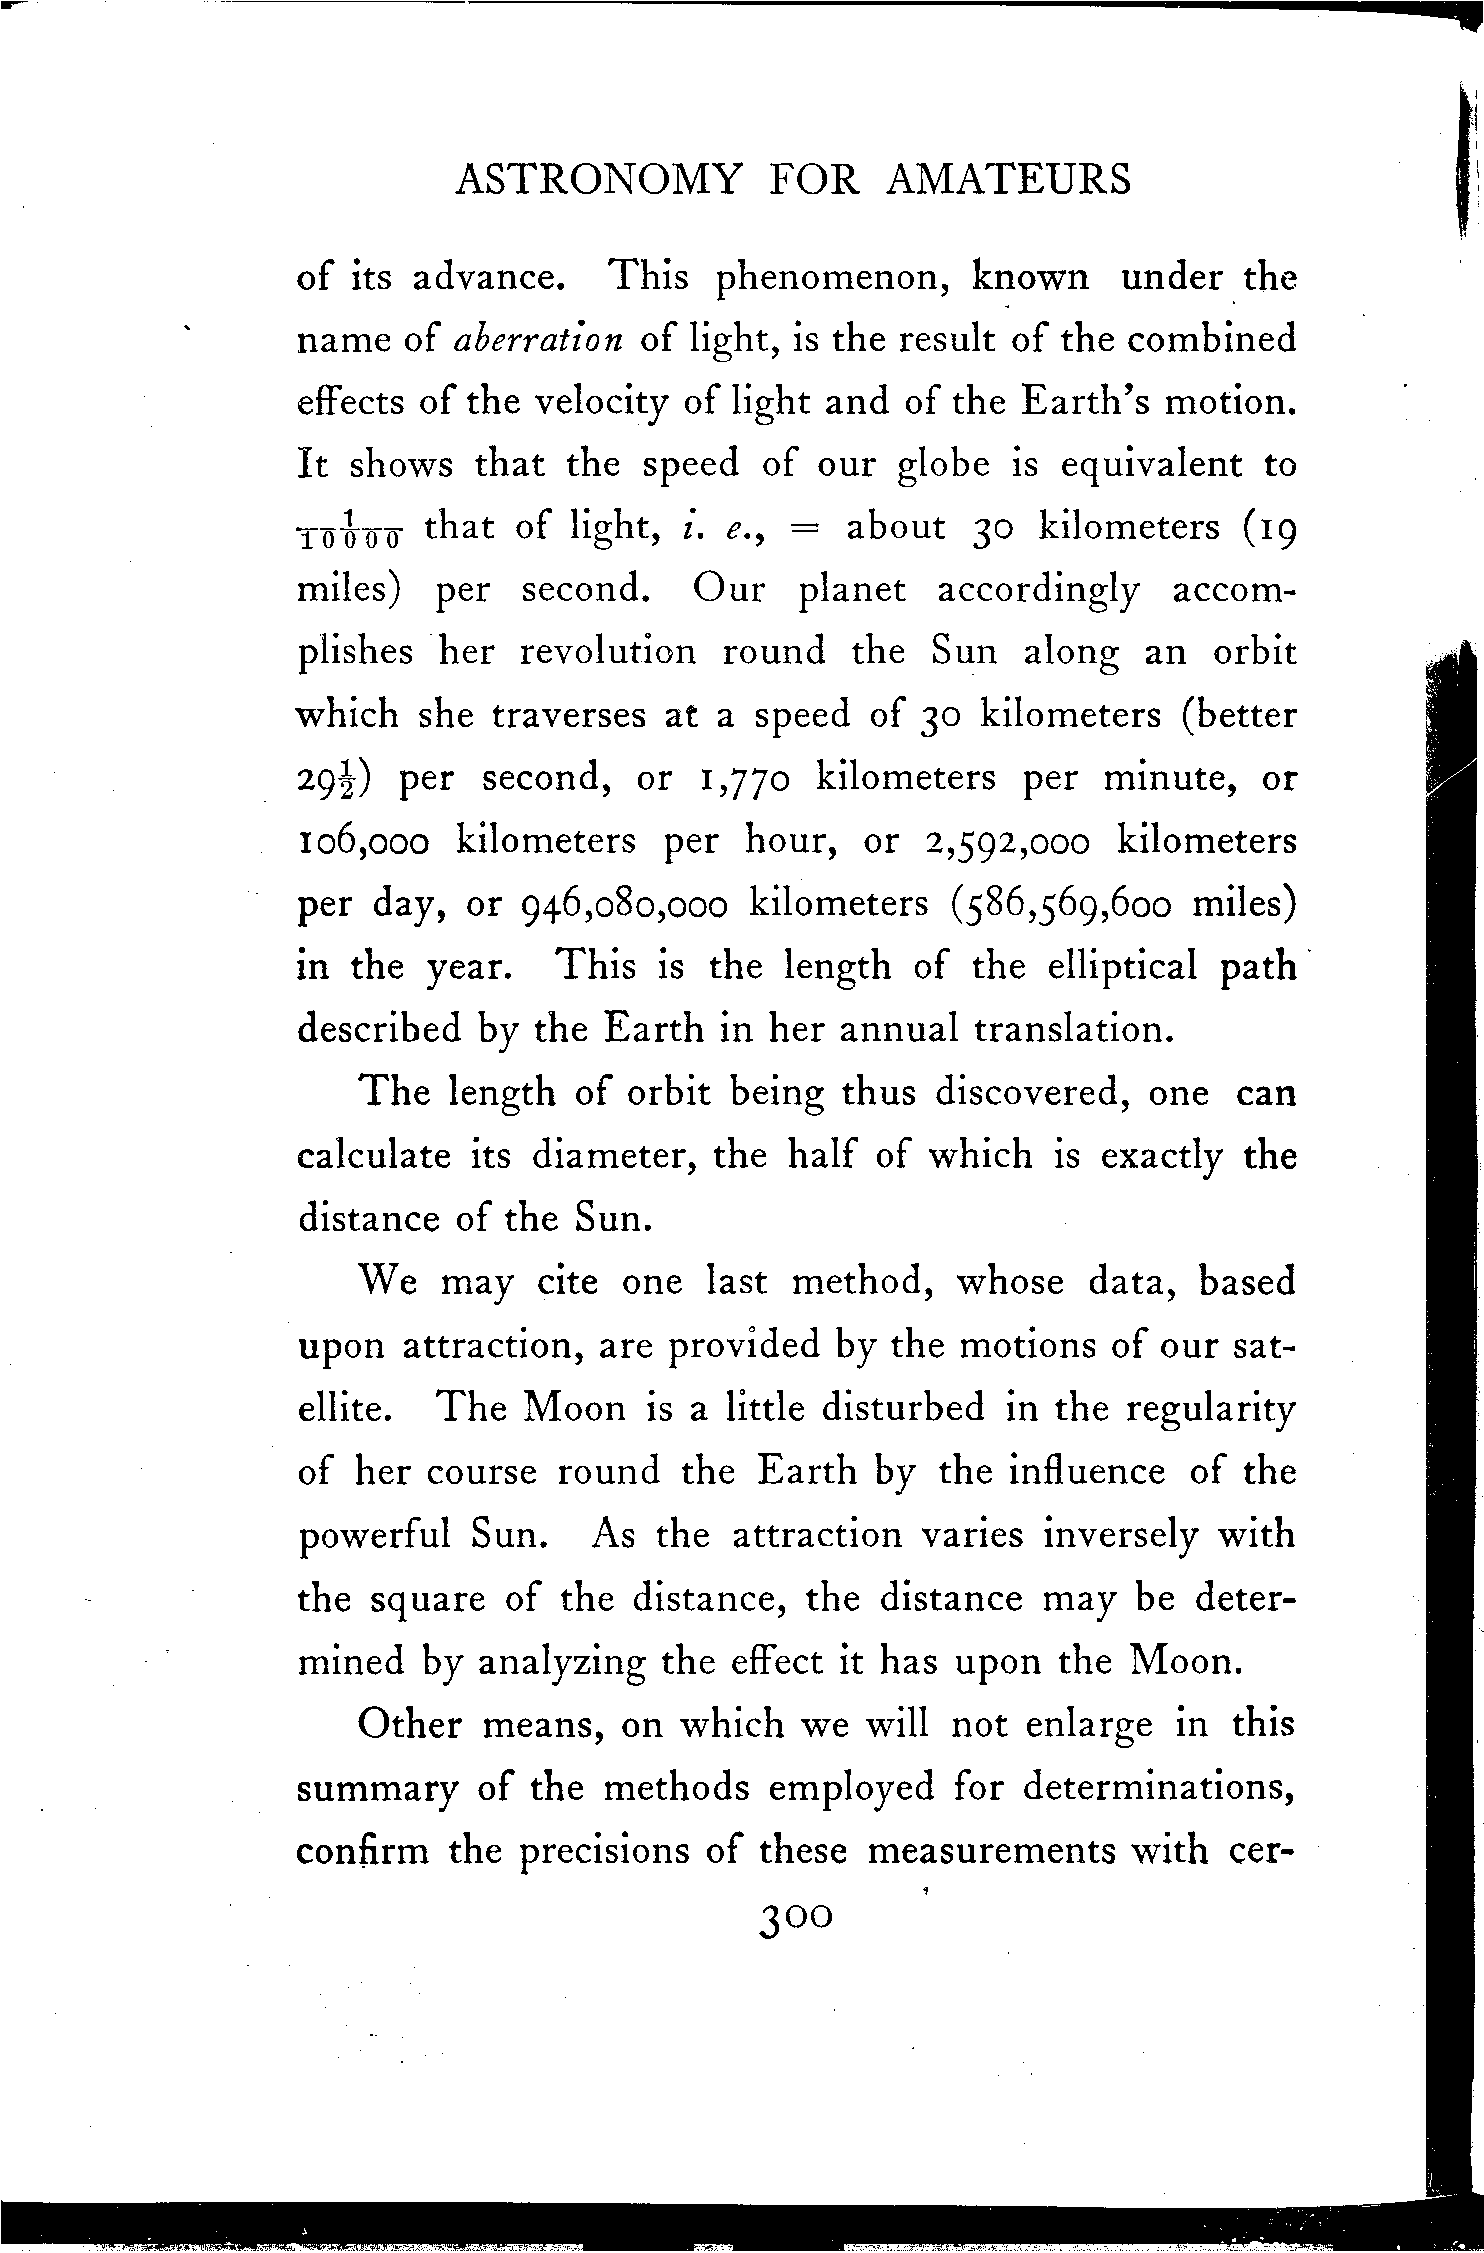 ASTRONOMY FOR AMATEURS
of its advance. This phenomenon, known under the
name of aberration of light, is the result of the combined
effects of the velocity of light and of the Earth's motion.
It shows that the speed of our globe is equivalent to
1/10000 that of light, i. e., = about 30 kilometers (19
miles) per second. Our planet accordingly accom-
plishes her revolution round the Sun along an orbit
which she traverses at a speed of 30 kilometers (better
29½) per second, or 1,770 kilometers per minute, or
106,000 kilometers per hour, or 2,592,000 kilometers
per day, or 946,080,000 kilometers (586,569,600 miles)
in the year. This is the length of the elliptical path
described by the Earth in her annual translation.
The length of orbit being thus discovered, one can
calculate its diameter, the half of which is exactly the
distance of the Sun.
We may cite one last method, whose data, based
upon attraction, are provided by the motions of our sat-
ellite. The Moon is a little disturbed in the regularity
of her course round the Earth by the influence of the
powerful Sun. As the attraction varies inversely with
the square of the distance, the distance may be deter-
mined by analyzing the effect it has upon the Moon.
Other means, on which we will not enlarge in this
summary of the methods employed for determinations,
confirm the precisions of these measurements with cer-
300